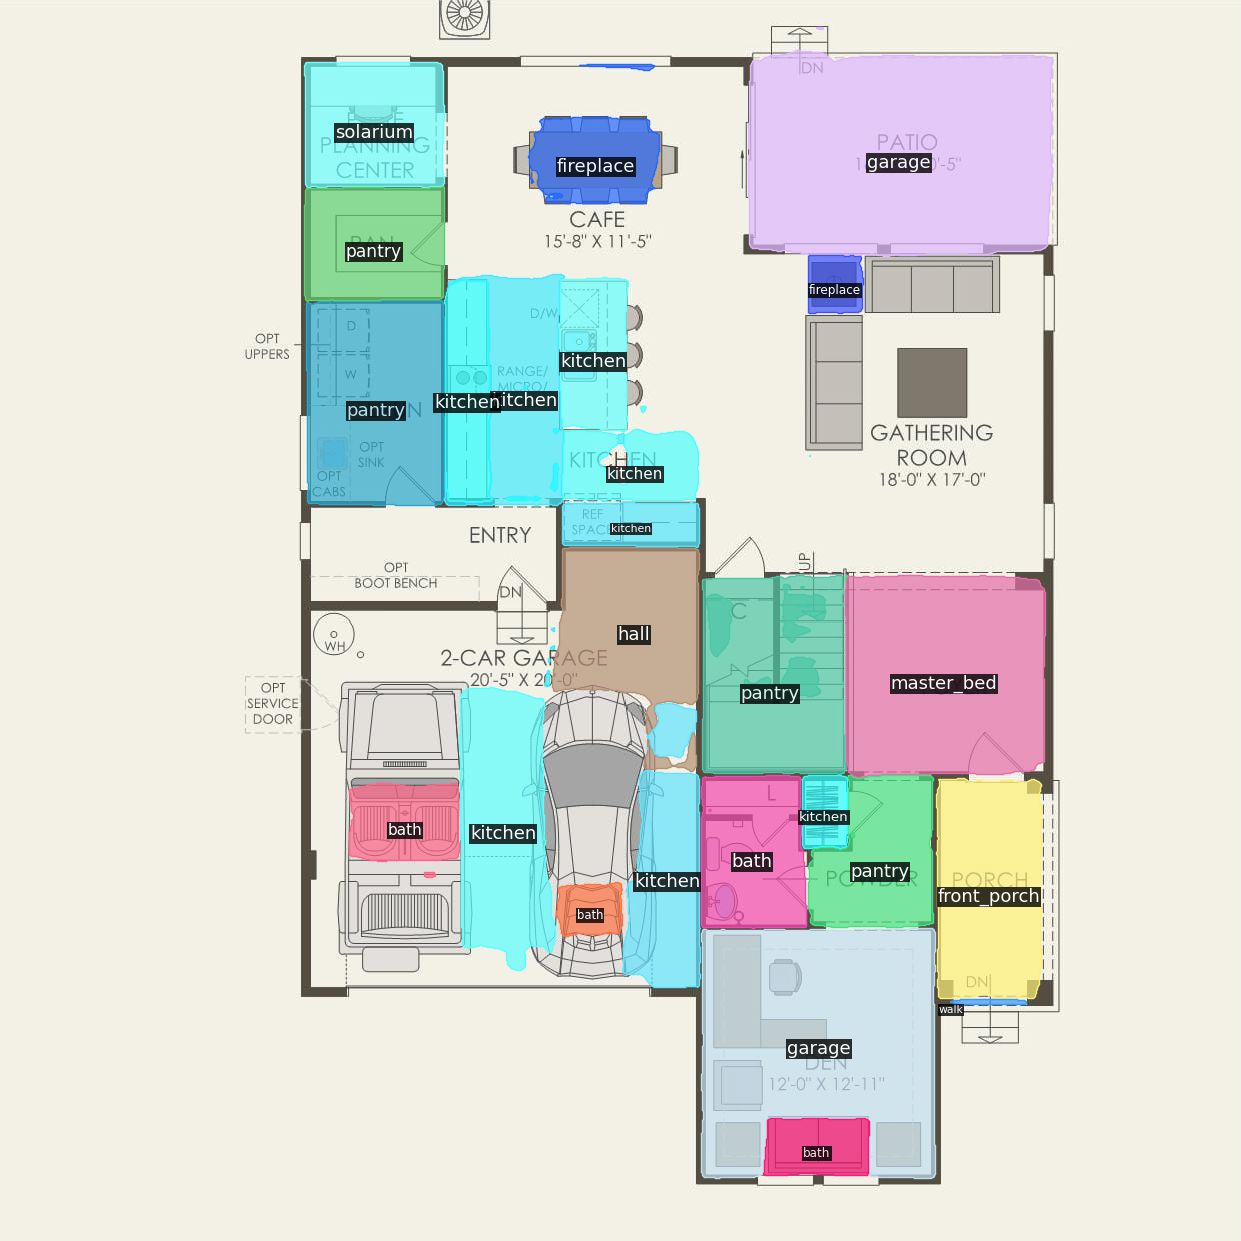 DN
solarium
PLANNING
CENTER
fireplace
PATIO
garage
CAFE
15'-8" X 11'-5"
PAN
pantry
fireplace
OPT
UPPERS
D
W
D/W
RANGE/
MICRO/
kitchen
kitchen
kitchen
pantry
OPT
SINK
OPT
CABS
KITCHEN
kitchen
GATHERING
ROOM
18'-0" X 17'-0"
REF
SPACE
kitchen
ENTRY
OPT
BOOT BENCH
DN
UP
C
WH
hall
2-CAR GARAGE
20'-5" X 20'-0"
OPT
SERVICE
DOOR
pantry
master_bed
L
kitchen
bath
kitchen
bath
pantry
POWDER
kitchen
PORCH
front_porch
bath
DN
walk
garage
DEN
12'-0" X 12'-11"
bath